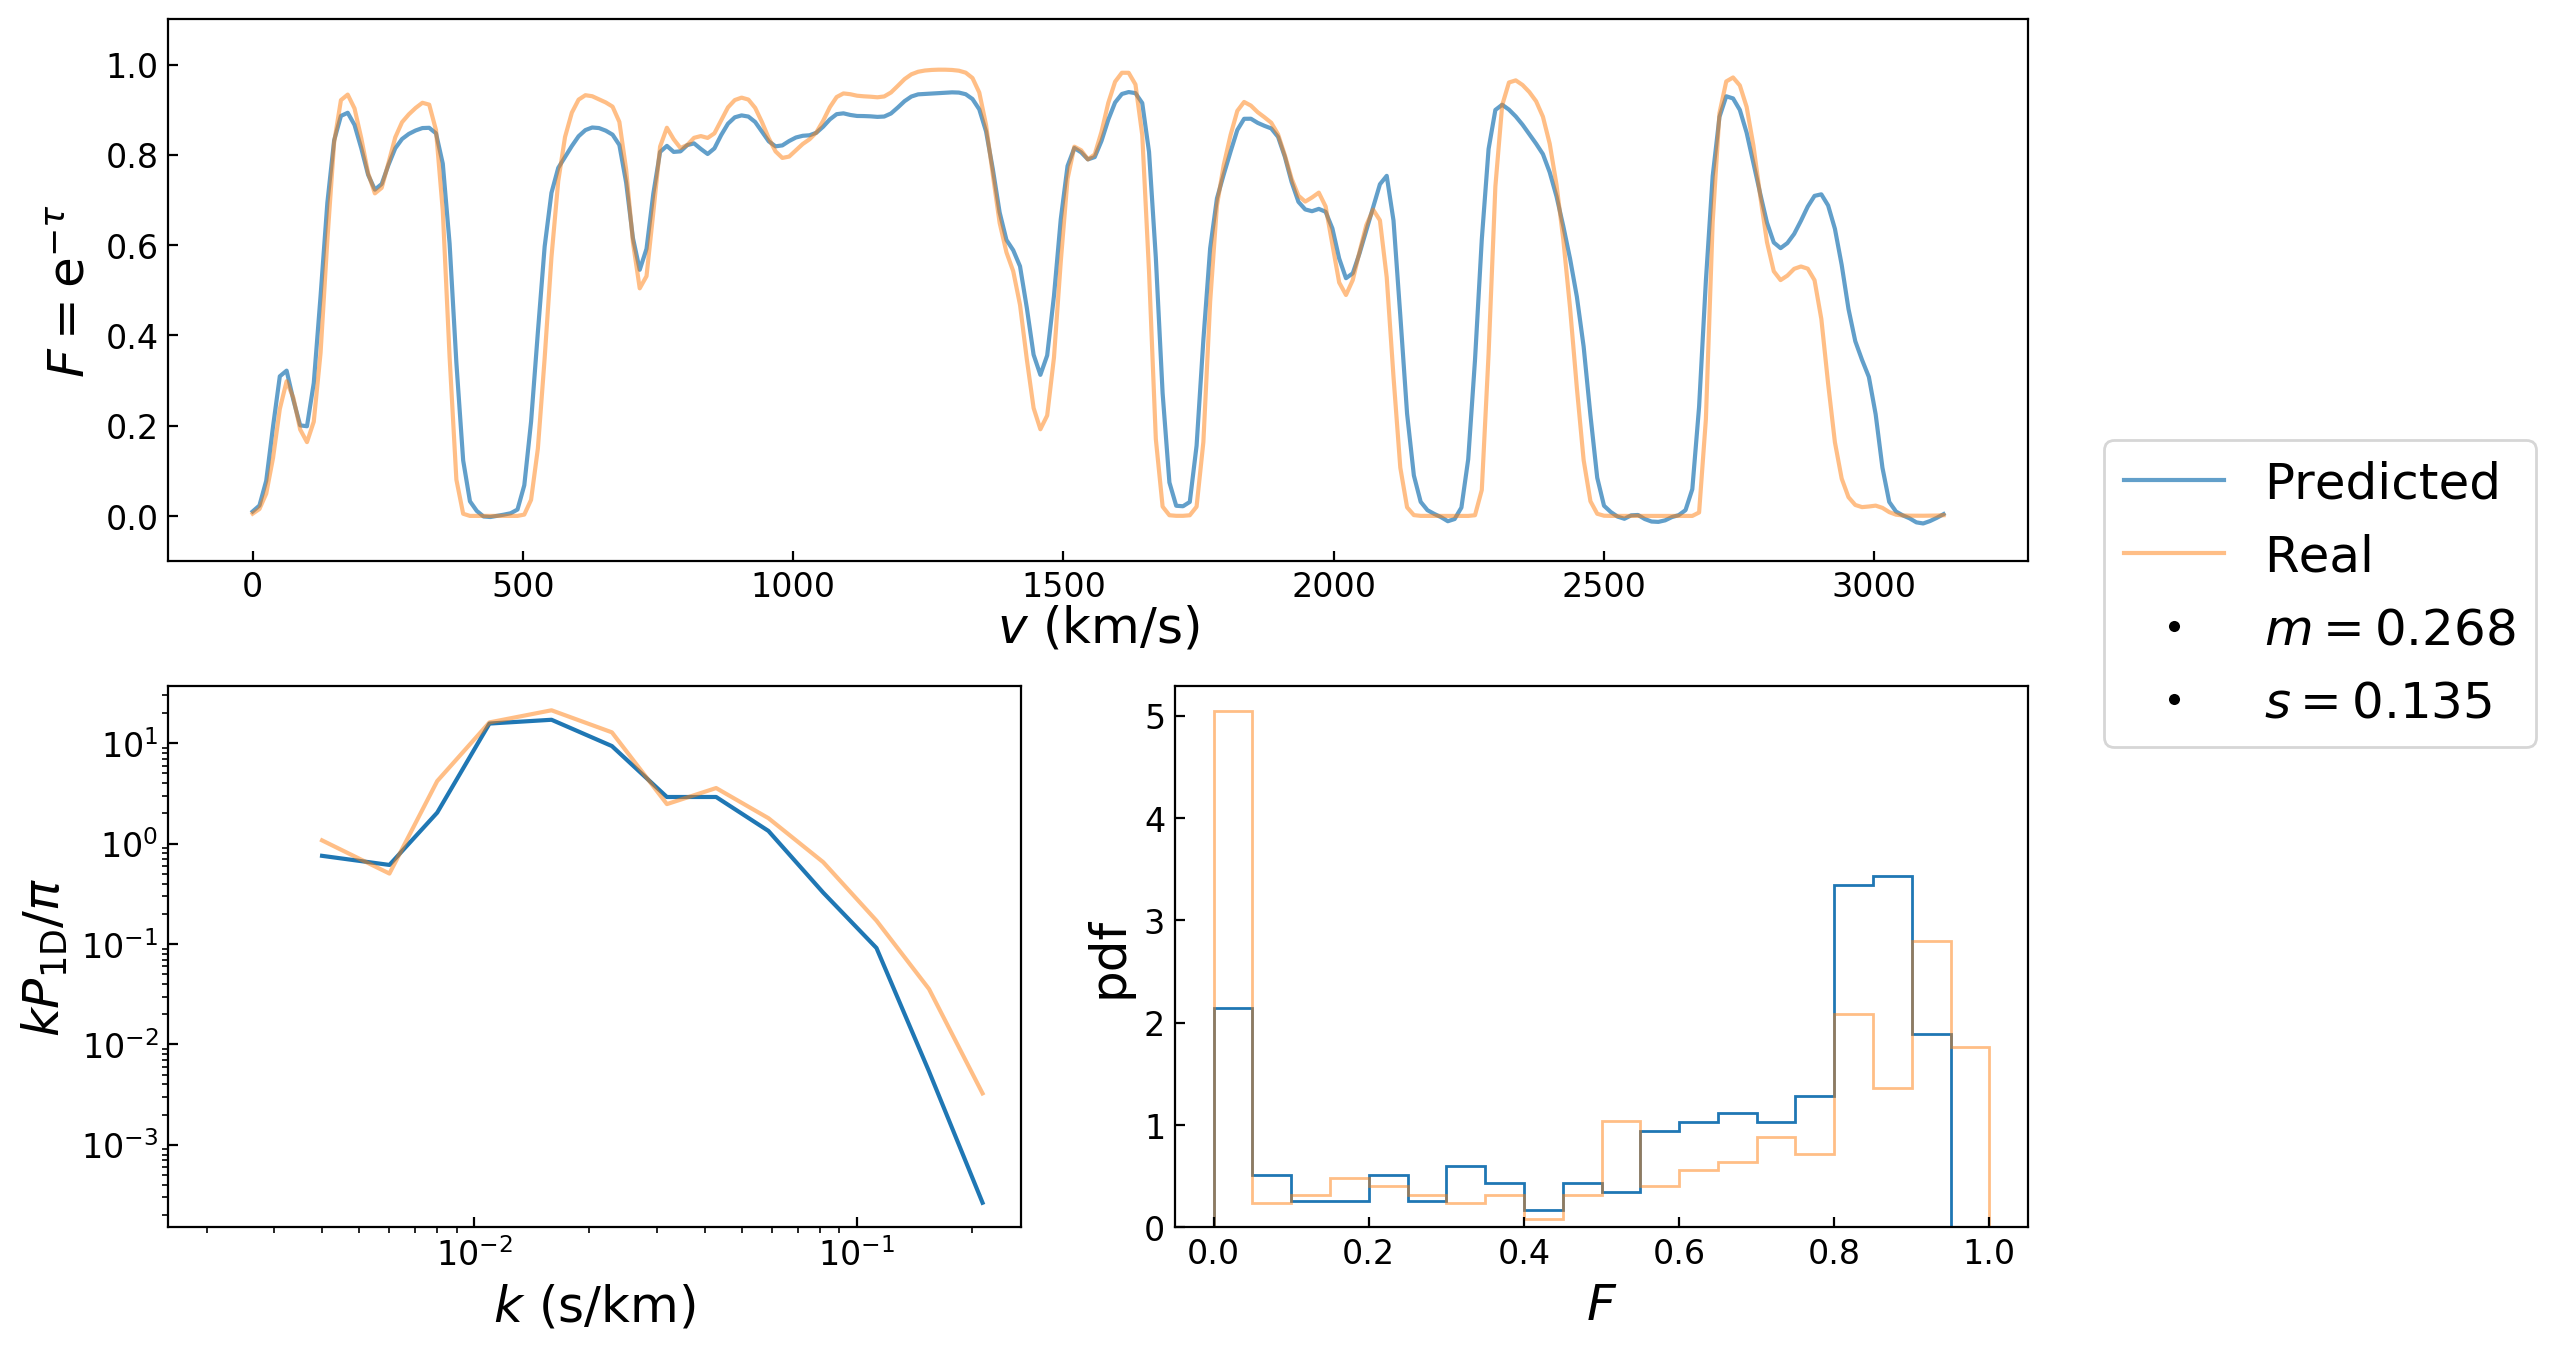 1.0
0.8
0.6
0.4
0.2
0.0
F = e^{−τ}
0 500 1000 1500 2000 2500 3000
v (km/s)
Predicted
Real
m = 0.268
s = 0.135
10^1
10^0
10^{−1}
10^{−2}
10^{−3}
kP_{1D}/π
10^{−2} 10^{−1}
k (s/km)
5
4
3
2
1
0
pdf
0.0 0.2 0.4 0.6 0.8 1.0
F